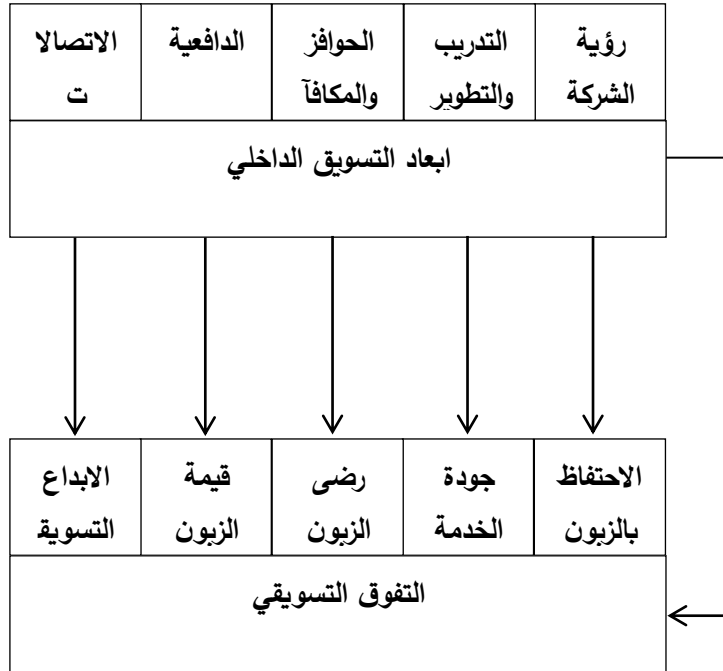 رؤية
الشركة
التدريب
والتطوير
الحوافز
والمكافآ
الدافعية
الاتصالا
ت
ابعاد التسويق الداخلي
الاحتفاظ
بالزبون
جودة
الخدمة
رضى
الزبون
قيمة
الزبون
الابداع
التسويق
التفوق التسويقي